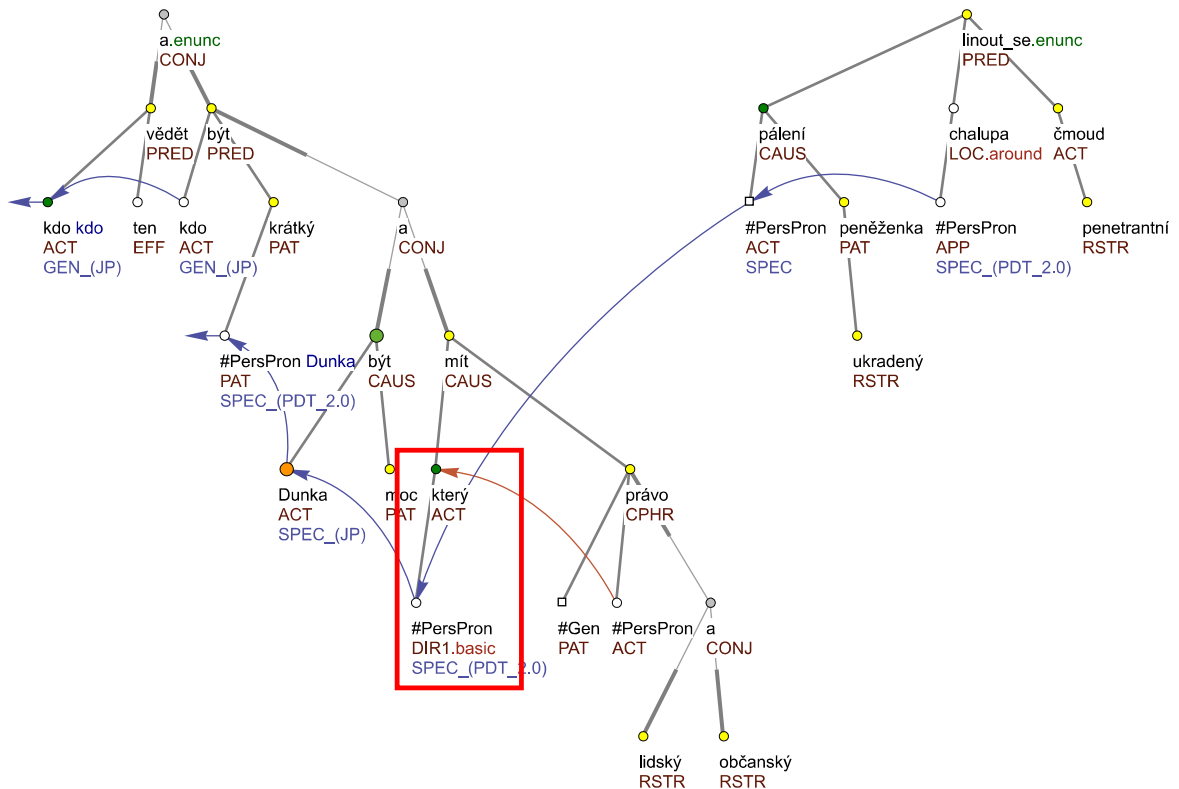 a.enunc
CONJ
linout_se.enunc
PRED
vědět
PRED
být
PRED
pálení
CAUS
chalupa
LOC.around
čmoud
ACT
kdo kdo
ACT
GEN_(JP)
ten
EFF
kdo
ACT
GEN_(JP)
krátký
PAT
a
CONJ
#PersPron
ACT
SPEC
peněženka
PAT
#PersPron
APP
SPEC_(PDT_2.0)
penetrantní
RSTR
#PersPron Dunka
PAT
SPEC_(PDT_2.0)
být
CAUS
mít
CAUS
ukradený
RSTR
Dunka
ACT
SPEC_(JP)
moc
PAT
který
ACT
právo
CPHR
#PersPron
DIR1.basic
SPEC_(PDT_2.0)
#Gen
PAT
#PersPron
ACT
a
CONJ
lidský
RSTR
občanský
RSTR